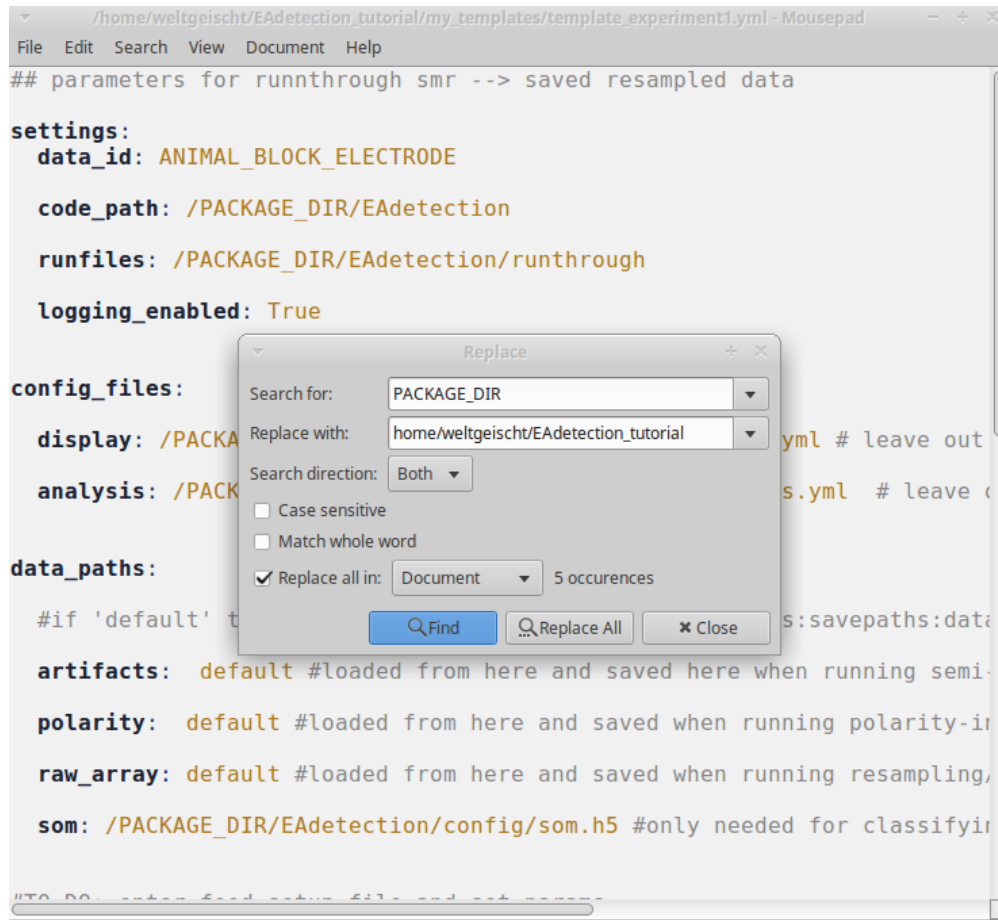 /home/weltgeischt/EAdetection_tutorial/my_templates/template_experiment1.yml - Mousepad
File Edit Search View Document Help
## parameters for runnthrough smr --> saved resampled data
settings:
data_id: ANIMAL_BLOCK_ELECTRODE
code_path: /PACKAGE_DIR/EAdetection
runfiles: /PACKAGE_DIR/EAdetection/runthrough
logging_enabled: True
config_files:
display: /PACKA yml # leave out
analysis: /PACK s.yml # leave
data_paths:
#if 'default' s:savepaths:data
artifacts: default #loaded from here and saved here when running semi-
polarity: default #loaded from here and saved when running polarity-in
raw_array: default #loaded from here and saved when running resampling/
som: /PACKAGE_DIR/EAdetection/config/som.h5 #only needed for classifyin
Replace
Search for: PACKAGE_DIR
Replace with: home/weltgeischt/EAdetection_tutorial
Search direction: Both
Case sensitive
Match whole word
Replace all in: Document 5 occurences
Find Replace All Close